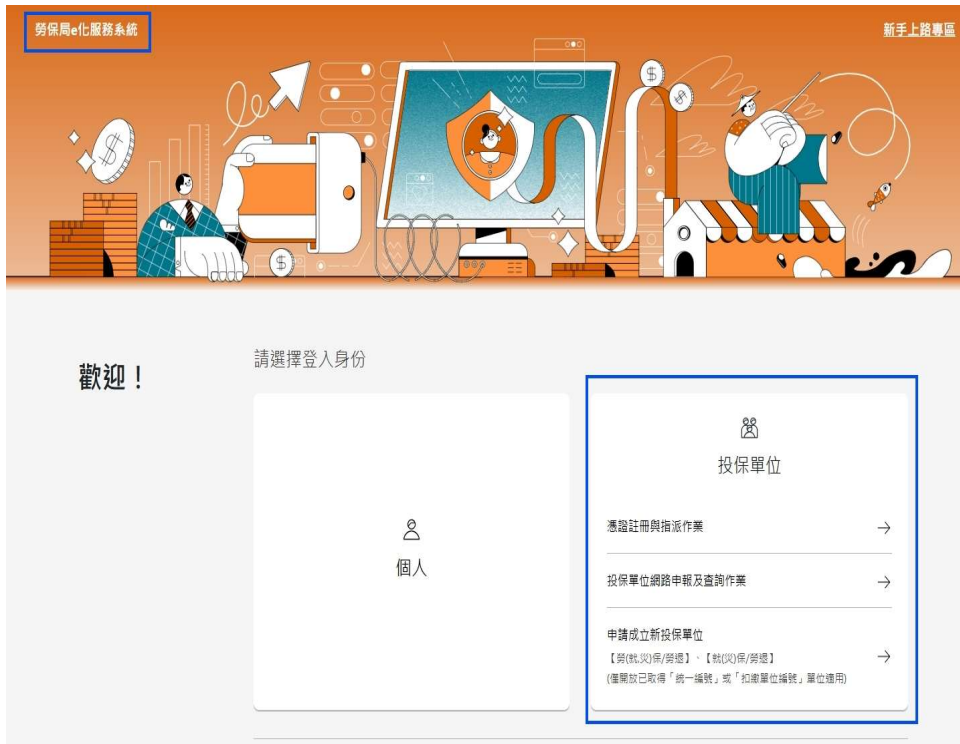 勞保局e化服務系統
新手上路專區
歡迎！
請選擇登入身份
個人
投保單位
憑證註冊與指派作業
投保單位網路申報及查詢作業
申請成立新投保單位
【勞(就.災)保/勞退】、【就(災)保/勞退】
(僅開放已取得「統一編號」或「扣繳單位編號」單位適用)